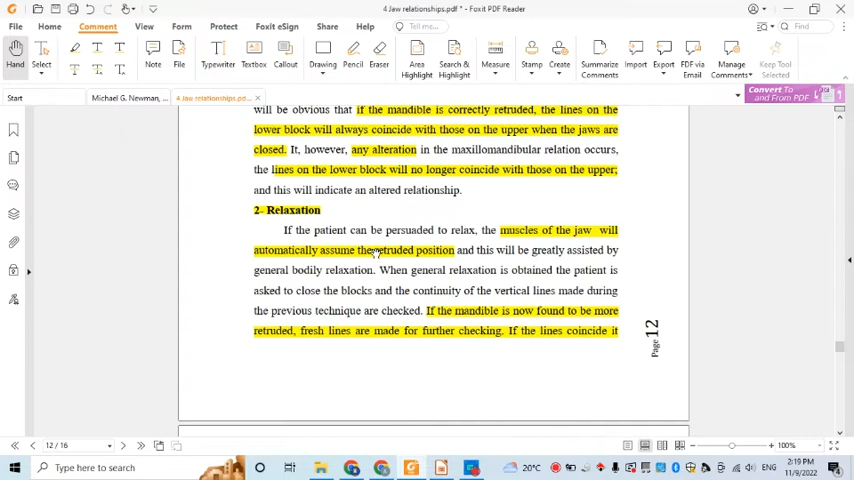 4 Jaw relationships.pdf * - Foxit PDF Reader
File Home Comment View Form Protect Foxit eSign Share Help Tell me... Find
Hand Select Note File Typewriter Textbox Callout Drawing Pencil Eraser Area Highlight Search & Highlight Measure Stamp Create Summarize Comments Import Export FDF via Email Manage Comments Keep Tool Selected
Start Michael G. Newman, ... 4 Jaw relationships.pd... Convert To and From PDF
will be obvious that if the mandible is correctly retruded, the lines on the
lower block will always coincide with those on the upper when the jaws are
closed. It, however, any alteration in the maxillomandibular relation occurs,
the lines on the lower block will no longer coincide with those on the upper;
and this will indicate an altered relationship.
2- Relaxation
If the patient can be persuaded to relax, the muscles of the jaw will
automatically assume the retruded position and this will be greatly assisted by
general bodily relaxation. When general relaxation is obtained the patient is
asked to close the blocks and the continuity of the vertical lines made during
the previous technique are checked. If the mandible is now found to be more
retruded, fresh lines are made for further checking. If the lines coincide it
Page 12
12 / 16 100%
Type here to search 20°C ENG 2:19 PM
11/9/2022